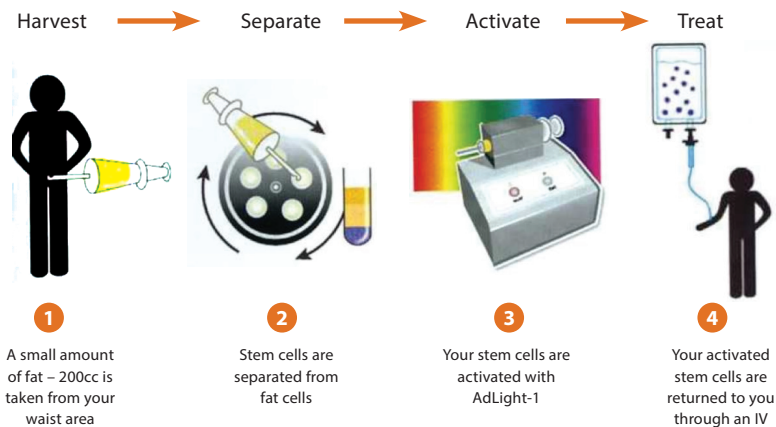 Harvest
Separate
Activate
Treat
1
2
3
4
A small amount
of fat – 200cc is
taken from your
waist area
Stem cells are
separated from
fat cells
Your stem cells are
activated with
AdLight-1
Your activated
stem cells are
returned to you
through an IV